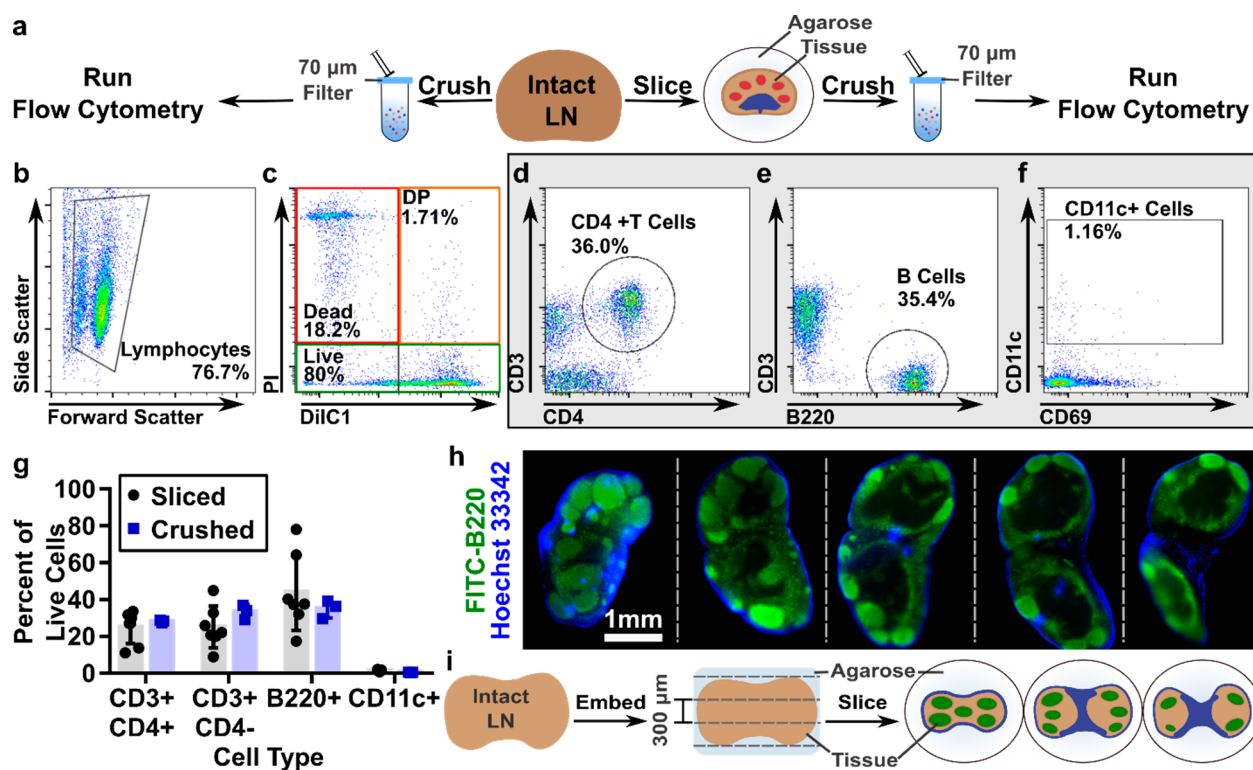 a
Run
Flow Cytometry
70 µm
Filter
Crush
Intact
LN
Slice
Agarose
Tissue
Crush
70 µm
Filter
Run
Flow Cytometry
b
Side Scatter
Lymphocytes
76.7%
Forward Scatter
c
PI
DP
1.71%
Dead
18.2%
Live
80%
DiIC1
d
CD3
CD4 +T Cells
36.0%
CD4
e
CD3
B Cells
35.4%
B220
f
CD11c
CD11c+ Cells
1.16%
CD69
g
Percent of
Live Cells
100
80
60
40
20
0
Sliced
Crushed
CD3+
CD4+
CD3+
CD4-
B220+
CD11c+
Cell Type
h
FITC-B220
Hoechst 33342
1mm
i
Intact
LN
Embed
300 µm
Agarose
Slice
Tissue